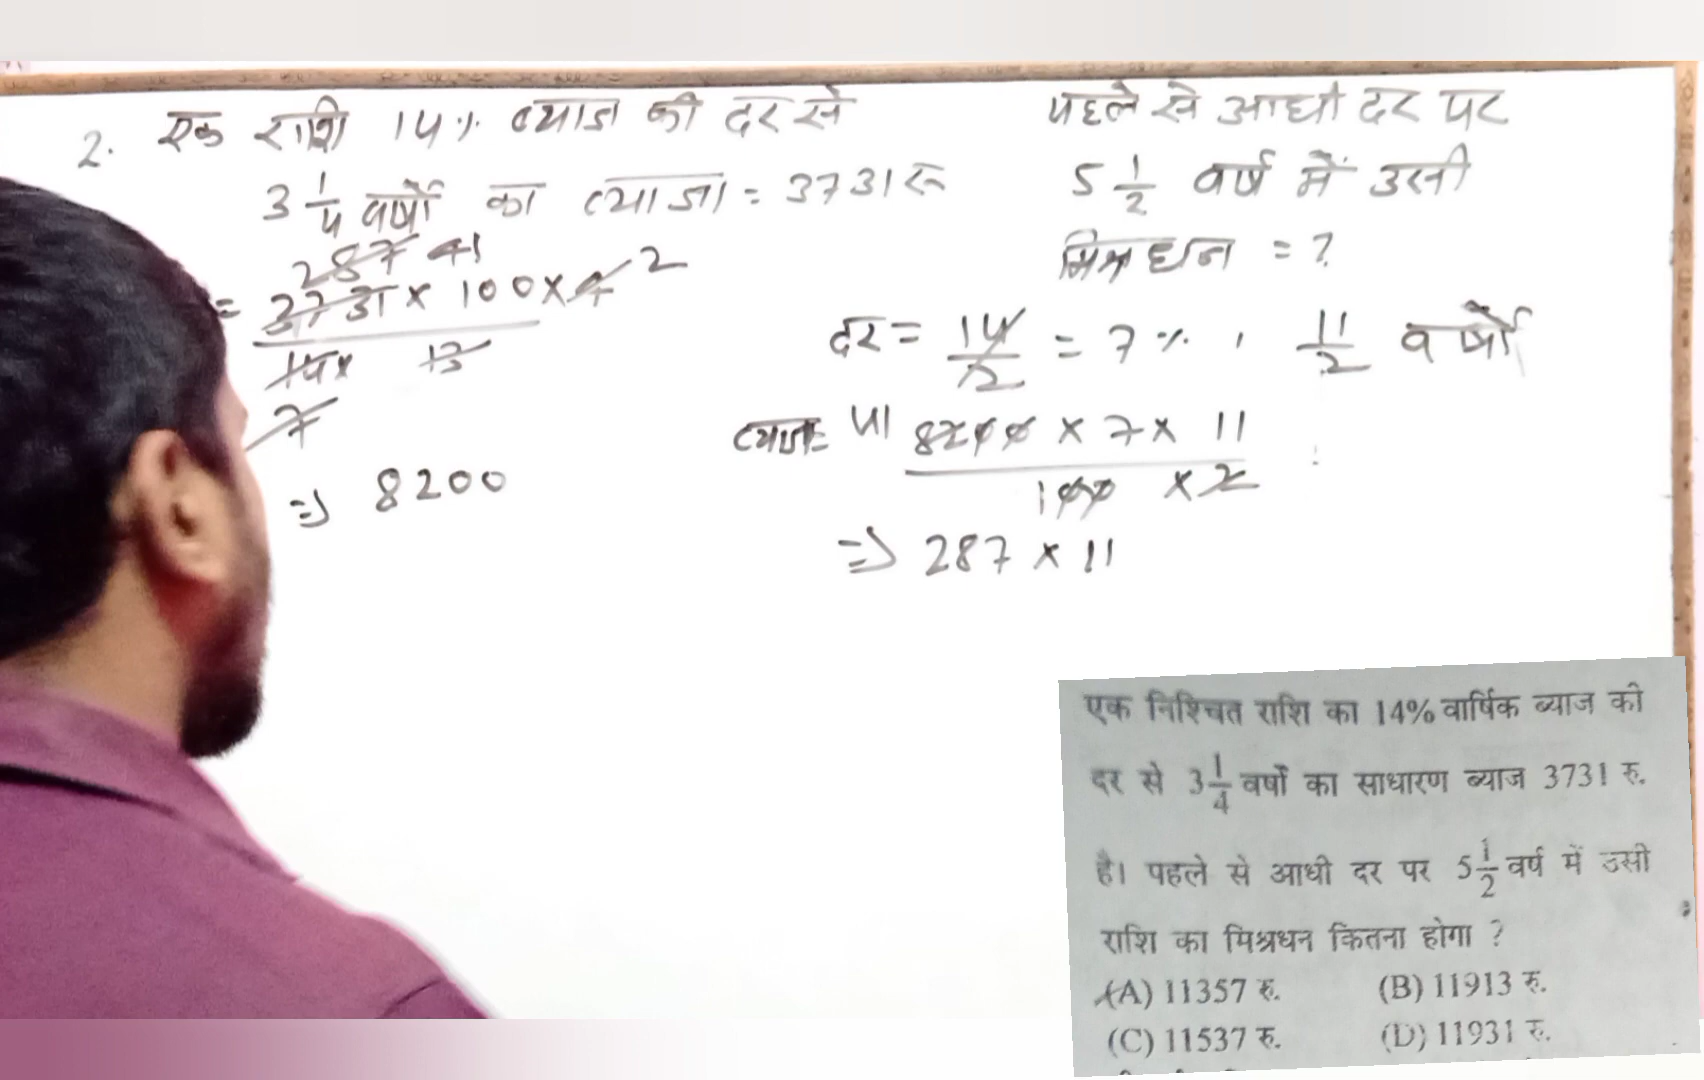 2. एक राशि 14% ब्याज की दर से
3 1/4 वर्षों का ब्याज = 3731 रु
287 41
= 3731 × 100 × 4 2
14 × 13
7
⇒ 8200
पहले से आधी दर पर
5 1/2 वर्ष में उसी
मिश्रधन = ?
दर = 14/2 = 7% , 11/2 वर्षों
ब्याज = 41 8200 × 7 × 11
100 × 2
⇒ 287 × 11
एक निश्चित राशि का 14% वार्षिक ब्याज की
दर से 3 1/4 वर्षों का साधारण ब्याज 3731 रु.
है। पहले से आधी दर पर 5 1/2 वर्ष में उसी
राशि का मिश्रधन कितना होगा ?
(A) 11357 रु. (B) 11913 रु.
(C) 11537 रु. (D) 11931 रु.